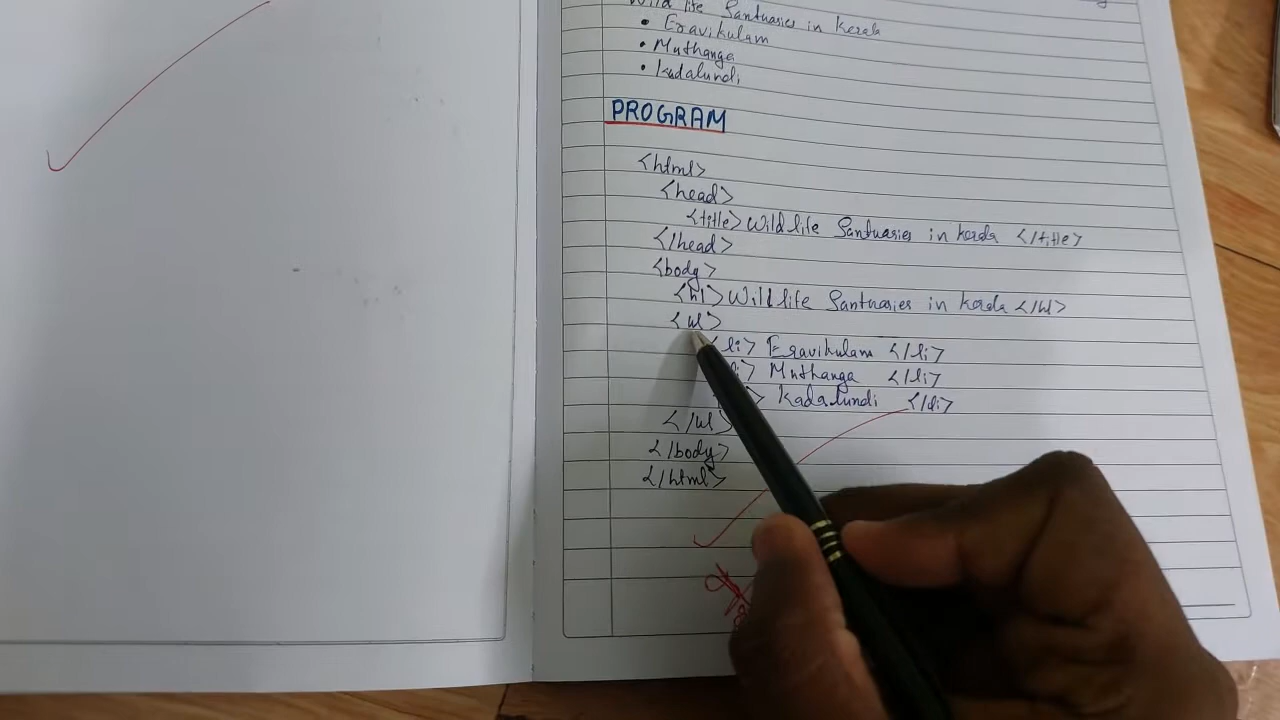 Wild life Santuaries in Kerala
• Eravikulam
• Muthanga
• Kadalundi
PROGRAM
<html>
<head>
<title> Wild life Santuaries in Kerala </title>
</head>
<body>
<h1> Wild life Santuaries in Kerala </h1>
<ul>
<li> Eravikulam </li>
<li> Muthanga </li>
> Kadalundi </li>
</ul>
</body>
</html>